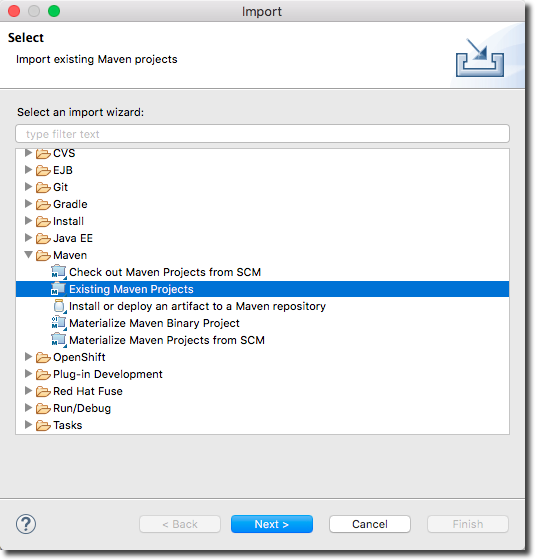 Import
Select
Import existing Maven projects
Select an import wizard:
type filter text
CVS
EJB
Git
Gradle
Install
Java EE
Maven
Check out Maven Projects from SCM
Existing Maven Projects
Install or deploy an artifact to a Maven repository
Materialize Maven Binary Project
Materialize Maven Projects from SCM
OpenShift
Plug-in Development
Red Hat Fuse
Run/Debug
Tasks
? < Back Next > Cancel Finish